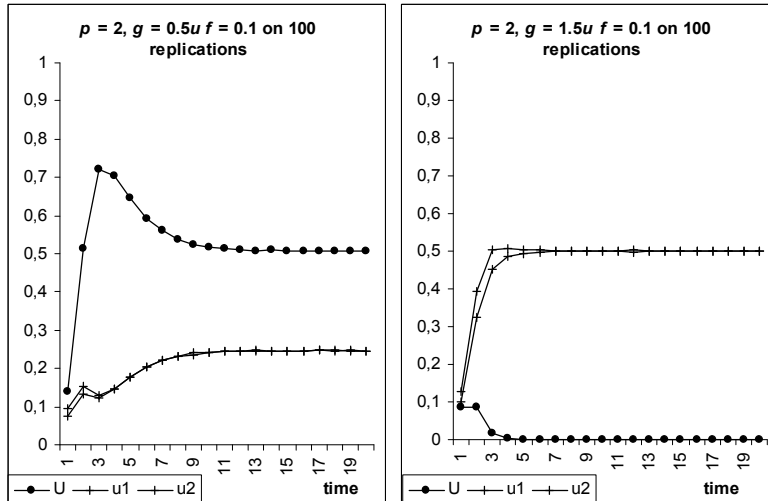 p = 2, g = 0.5u f = 0.1 on 100
replications
1
0,9
0,8
0,7
0,6
0,5
0,4
0,3
0,2
0,1
0
1 3 5 7 9 11 13 15 17 19
U u1 u2 time
p = 2, g = 1.5u f = 0.1 on 100
replications
1
0,9
0,8
0,7
0,6
0,5
0,4
0,3
0,2
0,1
0
1 3 5 7 9 11 13 15 17 19
U u1 u2 time